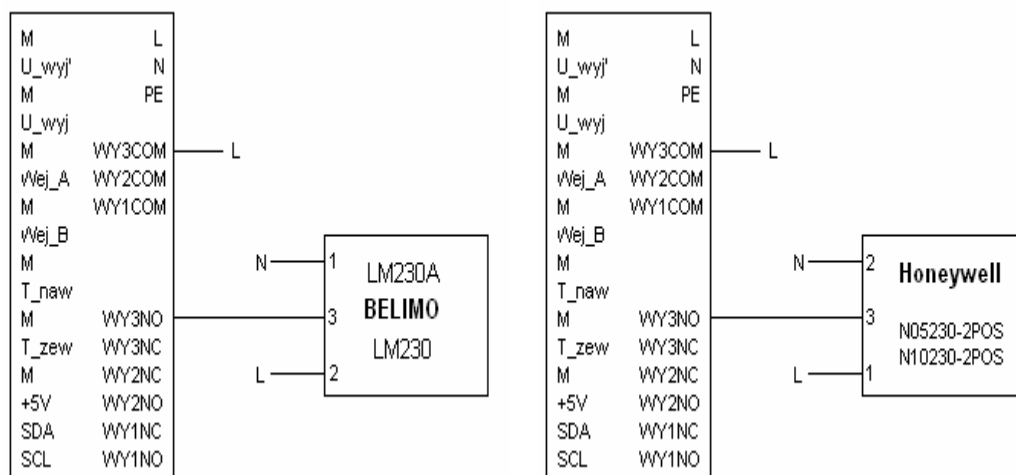 M L
U_wyj' N
M PE
U_wyj
M WY3COM L
Wej_A WY2COM
M WY1COM
Wej_B
M
T_naw
M WY3NO
T_zew WY3NC
M WY2NC
+5V WY2NO
SDA WY1NC
SCL WY1NO
N 1
LM230A
BELIMO
3
LM230
L 2
M L
U_wyj' N
M PE
U_wyj
M WY3COM L
Wej_A WY2COM
M WY1COM
Wej_B
M
T_naw
M WY3NO
T_zew WY3NC
M WY2NC
+5V WY2NO
SDA WY1NC
SCL WY1NO
N 2
Honeywell
3
N05230-2POS
N10230-2POS
L 1